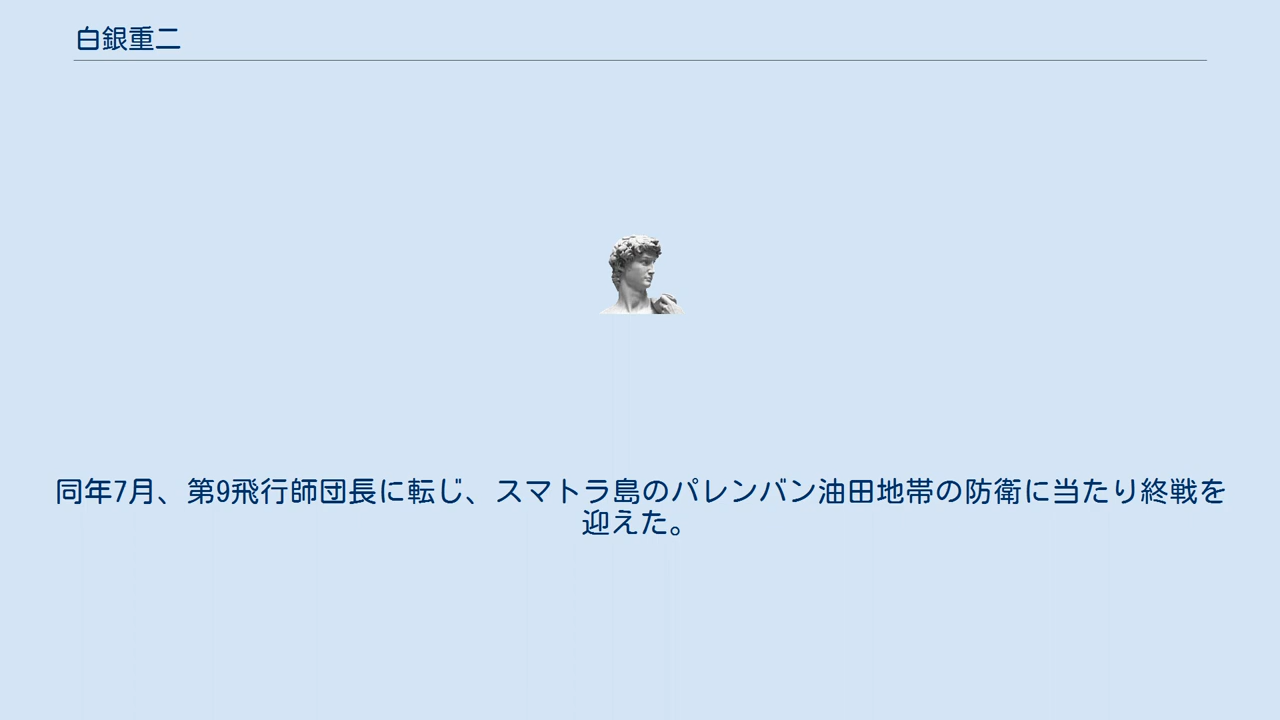 白銀重二
同年7月、第9飛行師団長に転じ、スマトラ島のパレンバン油田地帯の防衛に当たり終戦を
迎えた。